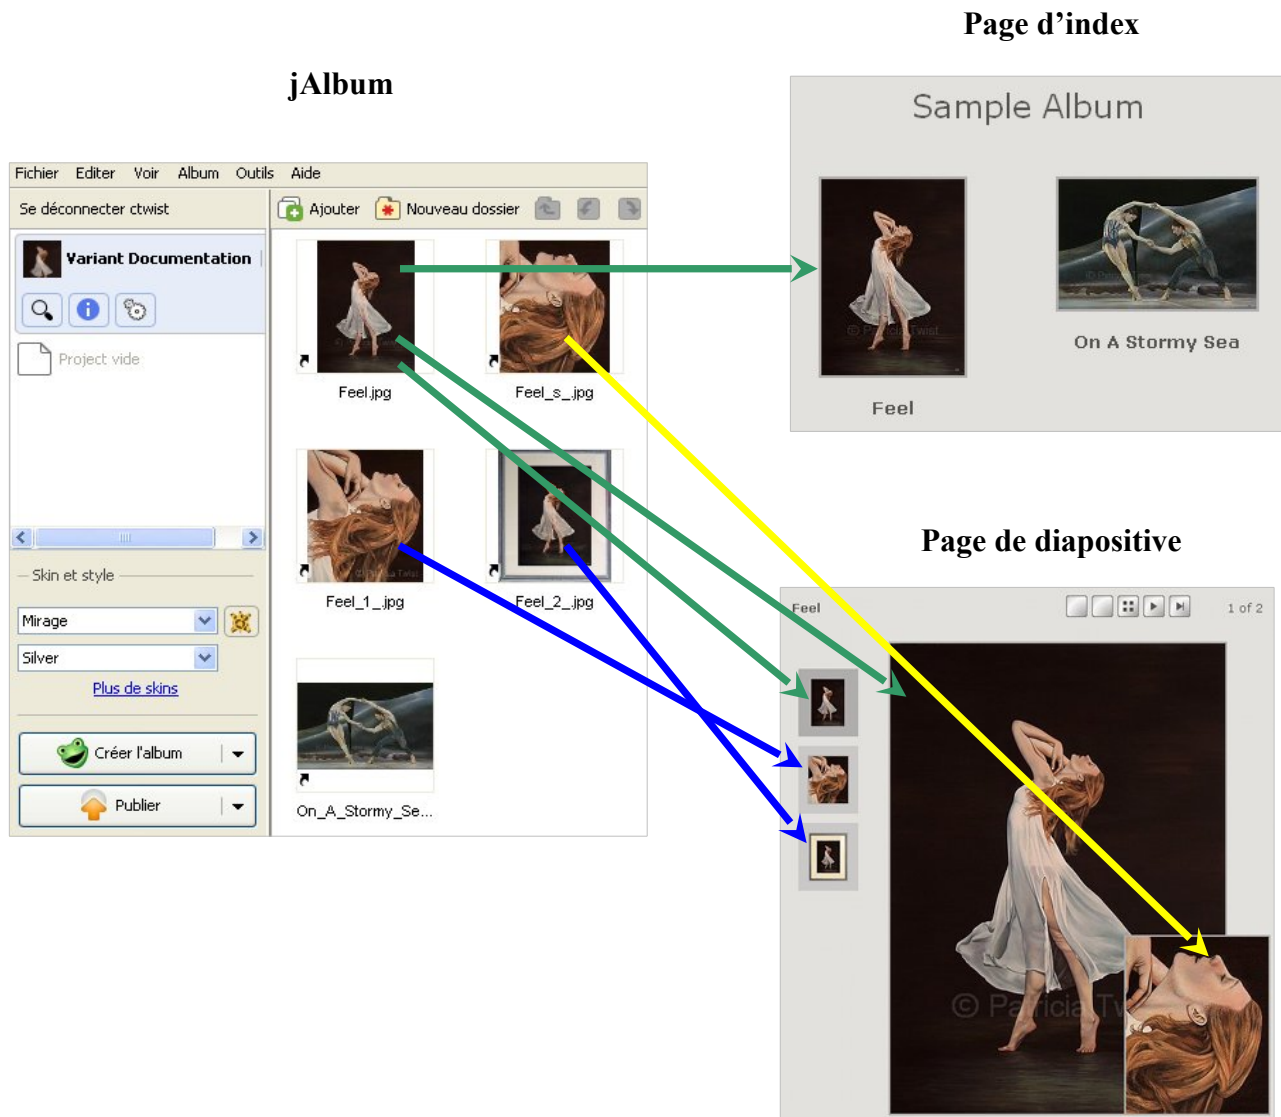 Page d’index
jAlbum
Sample Album
Fichier Editer Voir Album Outils Aide
Se déconnecter ctwist
Ajouter Nouveau dossier
Variant Documentation
Project vide
Feel.jpg
Feel_s_.jpg
© Patricia Twist
On A Stormy Sea
Feel
Feel_1_.jpg
Feel_2_.jpg
Page de diapositive
Skin et style
Mirage
Silver
Plus de skins
Créer l'album
Publier
On_A_Stormy_Se...
Feel
1 of 2
© Patricia Tw